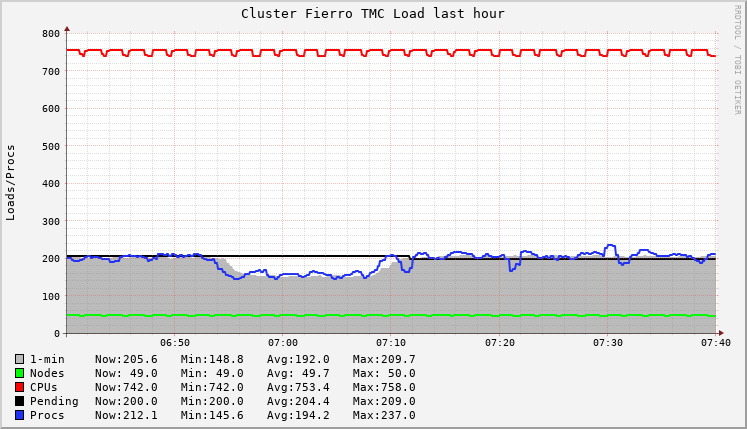 Cluster Fierro TMC Load last hour
RRDTOOL / TOBI OETIKER
Loads/Procs
800
700
600
500
400
300
200
100
0
06:50 07:00 07:10 07:20 07:30 07:40
1-min Now:205.6 Min:148.8 Avg:192.0 Max:209.7
Nodes Now: 49.0 Min: 49.0 Avg: 49.7 Max: 50.0
CPUs Now:742.0 Min:742.0 Avg:753.4 Max:758.0
Pending Now:200.0 Min:200.0 Avg:204.4 Max:209.0
Procs Now:212.1 Min:145.6 Avg:194.2 Max:237.0